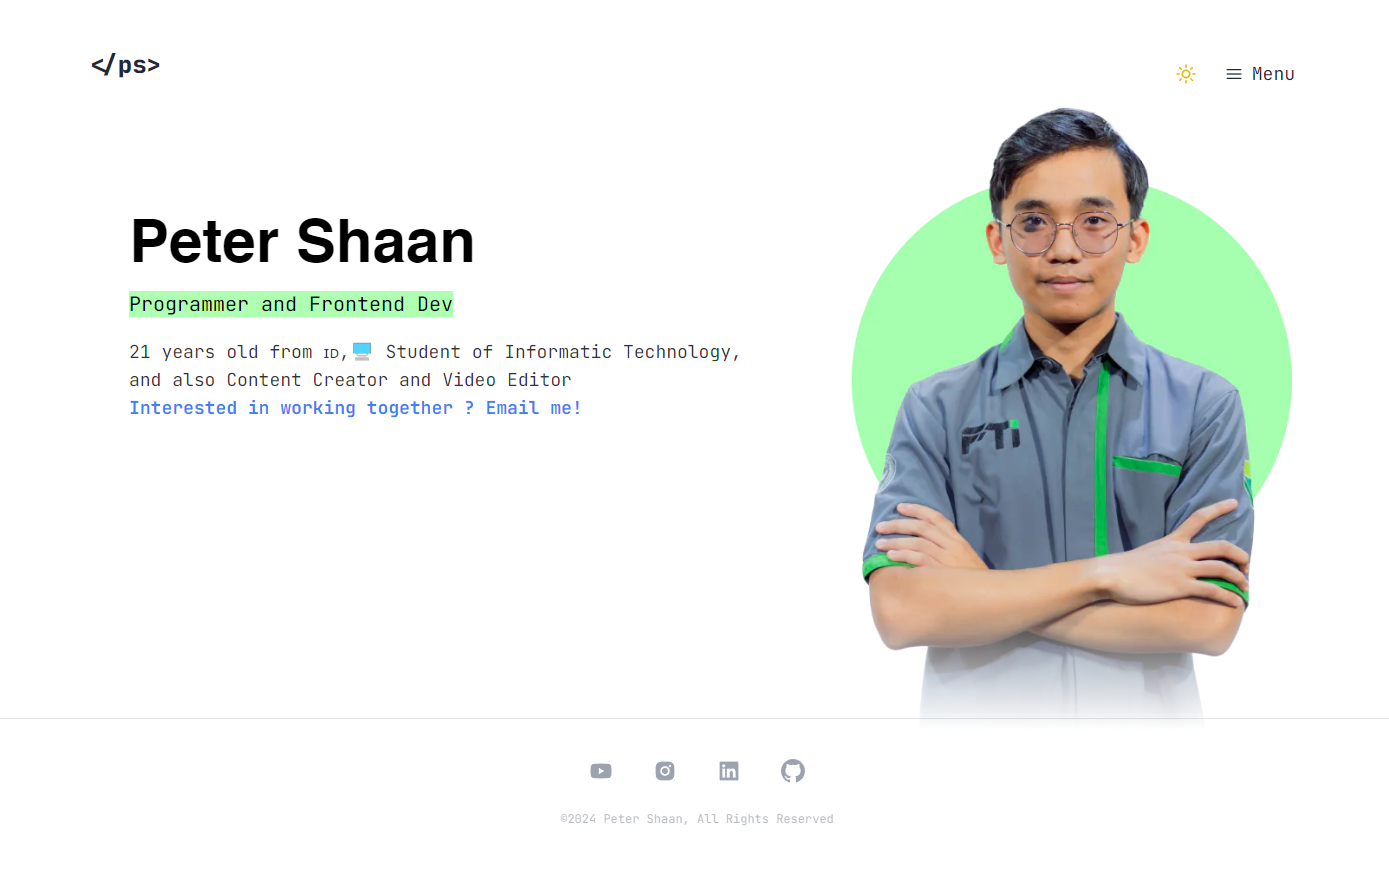 </ps>
Menu
Peter Shaan
Programmer and Frontend Dev
21 years old from ID,🖥️ Student of Informatic Technology,
and also Content Creator and Video Editor
Interested in working together ? Email me!
FTi
©2024 Peter Shaan, All Rights Reserved